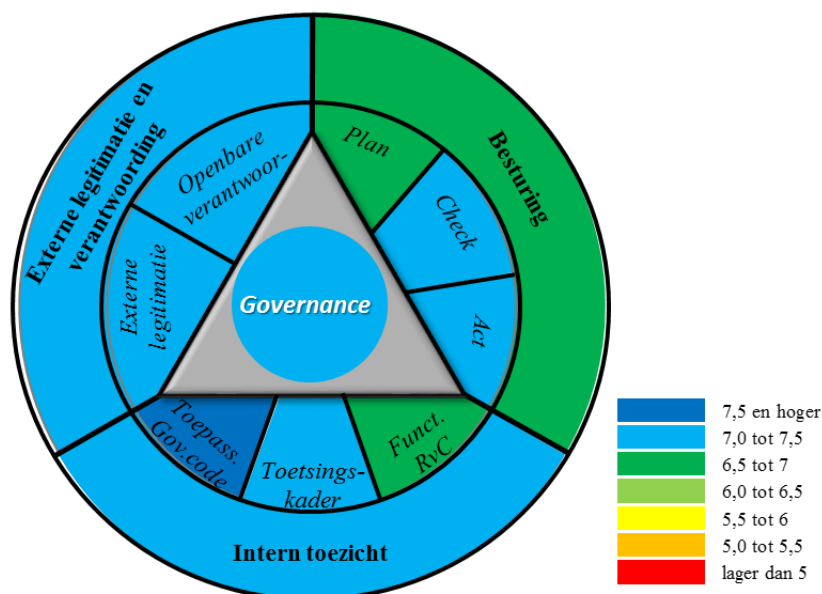 Externe legitimatie en
verantwoording
Besturing
Openbare
verantwoor-
Plan
Check
Act
Externe
legitimatie
Governance
Toepass.
Gov.code
Toetsings-
kader
Funct.
RvC
Intern toezicht
7,5 en hoger
7,0 tot 7,5
6,5 tot 7
6,0 tot 6,5
5,5 tot 6
5,0 tot 5,5
lager dan 5